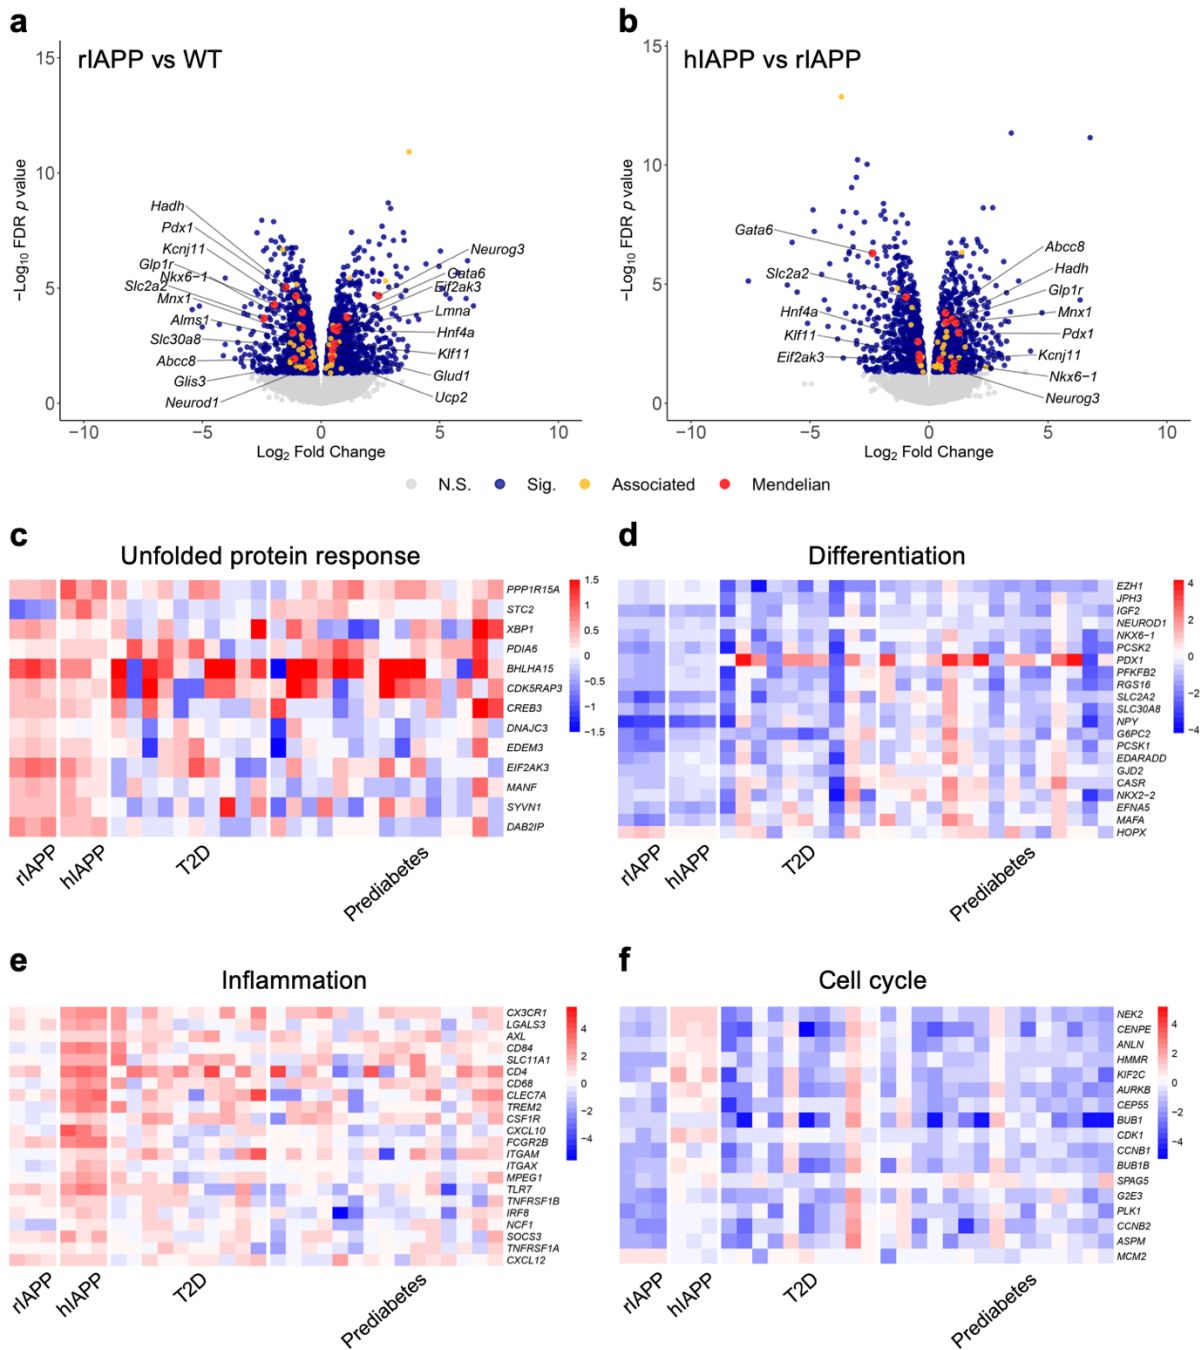 a
rIAPP vs WT
15
10
5
0
−Log10 FDR p value
Hadh
Pdx1
Kcnj11
Glp1r
Nkx6−1
Slc2a2
Mnx1
Alms1
Slc30a8
Abcc8
Glis3
Neurod1
Neurog3
Gata6
Eif2ak3
Lmna
Hnf4a
Klf11
Glud1
Ucp2
−10
−5
0
5
10
Log2 Fold Change
b
hIAPP vs rIAPP
15
10
5
0
−Log10 FDR p value
Gata6
Slc2a2
Hnf4a
Klf11
Eif2ak3
Abcc8
Hadh
Glp1r
Mnx1
Pdx1
Kcnj11
Nkx6−1
Neurog3
−10
−5
0
5
10
Log2 Fold Change
N.S. Sig. Associated Mendelian
c
Unfolded protein response
PPP1R15A
STC2
XBP1
PDIA6
BHLHA15
CDK5RAP3
CREB3
DNAJC3
EDEM3
EIF2AK3
MANF
SYVN1
DAB2IP
1.5
1
0.5
0
−0.5
−1
−1.5
rIAPP
hIAPP
T2D
Prediabetes
d
Differentiation
EZH1
JPH3
IGF2
NEUROD1
NKX6−1
PCSK2
PDX1
PFKFB2
RGS16
SLC2A2
SLC30A8
NPY
G6PC2
PCSK1
EDARADD
GJD2
CASR
NKX2−2
EFNA5
MAFA
HOPX
4
2
0
−2
−4
rIAPP
hIAPP
T2D
Prediabetes
e
Inflammation
CX3CR1
LGALS3
AXL
CD84
SLC11A1
CD4
CD68
CLEC7A
TREM2
CSF1R
CXCL10
FCGR2B
ITGAM
ITGAX
MPEG1
TLR7
TNFRSF1B
IRF8
NCF1
SOCS3
TNFRSF1A
CXCL12
4
2
0
−2
−4
rIAPP
hIAPP
T2D
Prediabetes
f
Cell cycle
NEK2
CENPE
ANLN
HMMR
KIF2C
AURKB
CEP55
BUB1
CDK1
CCNB1
BUB1B
SPAG5
G2E3
PLK1
CCNB2
ASPM
MCM2
4
2
0
−2
−4
rIAPP
hIAPP
T2D
Prediabetes